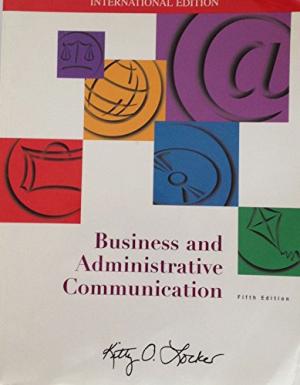 INTERNATIONAL EDITION
@
Business and
Administrative
Communication
Fifth Edition
Kitty O. Locker